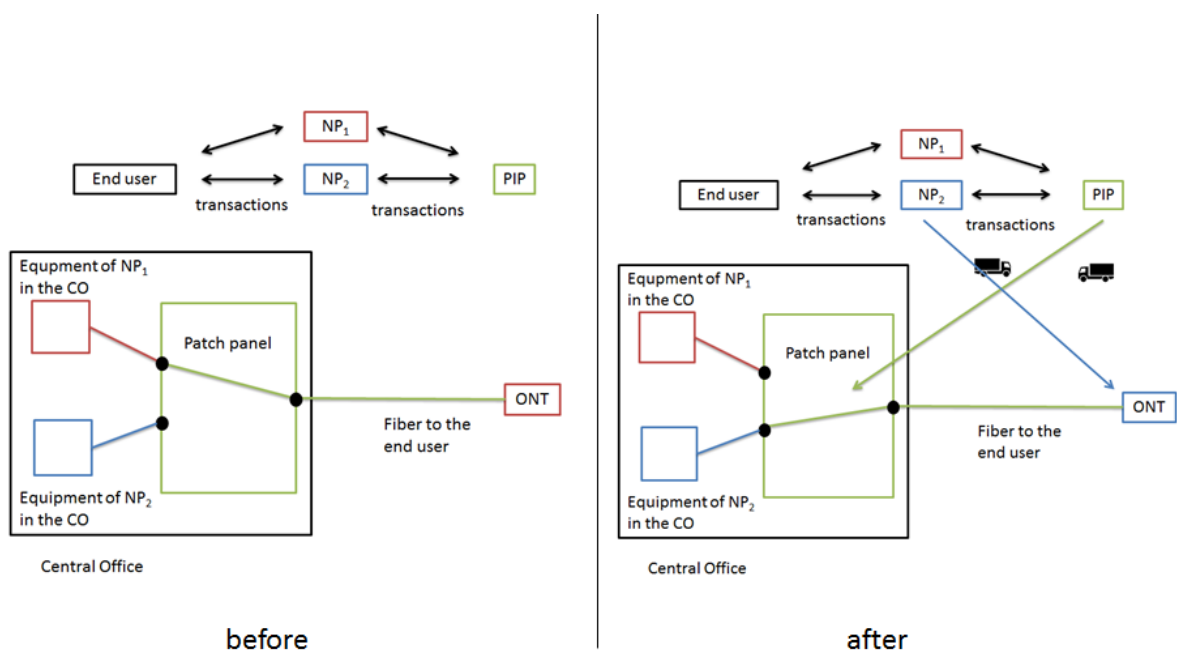 NP₁
End user
NP₂
PIP
transactions
transactions
Equpment of NP₁
in the CO
Patch panel
ONT
Fiber to the
end user
Equipment of NP₂
in the CO
Central Office
before
NP₁
End user
NP₂
PIP
transactions
transactions
Equpment of NP₁
in the CO
Patch panel
ONT
Fiber to the
end user
Equipment of NP₂
in the CO
Central Office
after